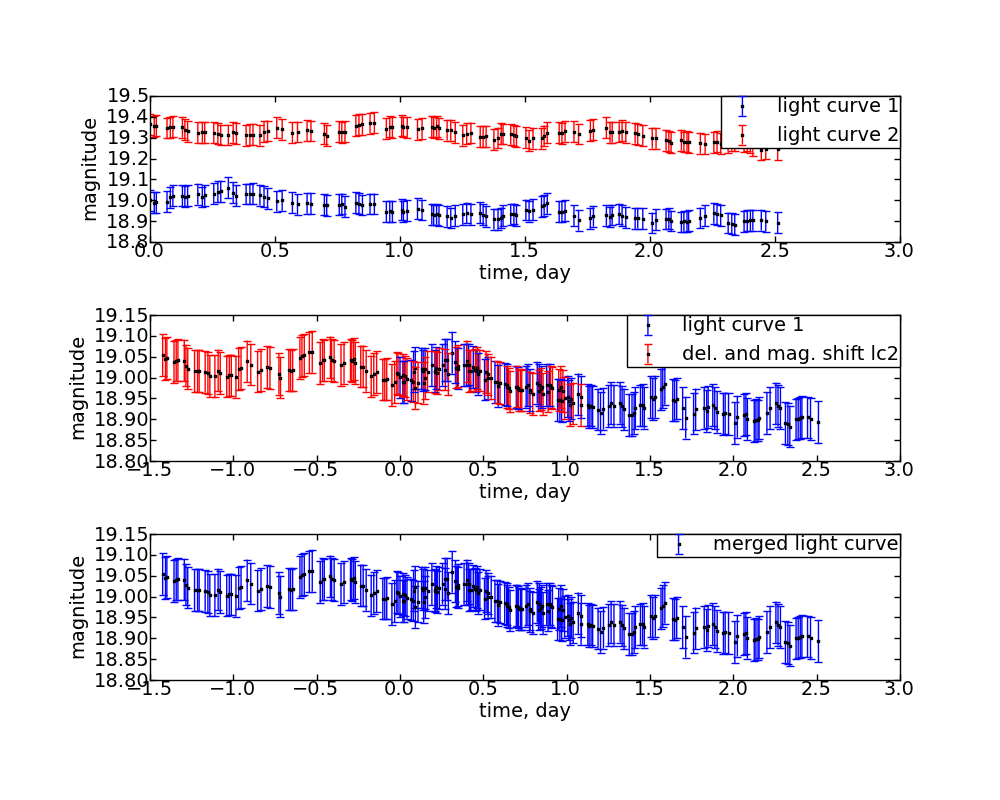 19.5
19.4
19.3
19.2
19.1
19.0
18.9
18.8
magnitude
light curve 1
light curve 2
0.0 0.5 1.0 1.5 2.0 2.5 3.0
time, day
19.15
19.10
19.05
19.00
18.95
18.90
18.85
18.80
magnitude
light curve 1
del. and mag. shift lc2
−1.5 −1.0 −0.5 0.0 0.5 1.0 1.5 2.0 2.5 3.0
time, day
19.15
19.10
19.05
19.00
18.95
18.90
18.85
18.80
magnitude
merged light curve
−1.5 −1.0 −0.5 0.0 0.5 1.0 1.5 2.0 2.5 3.0
time, day